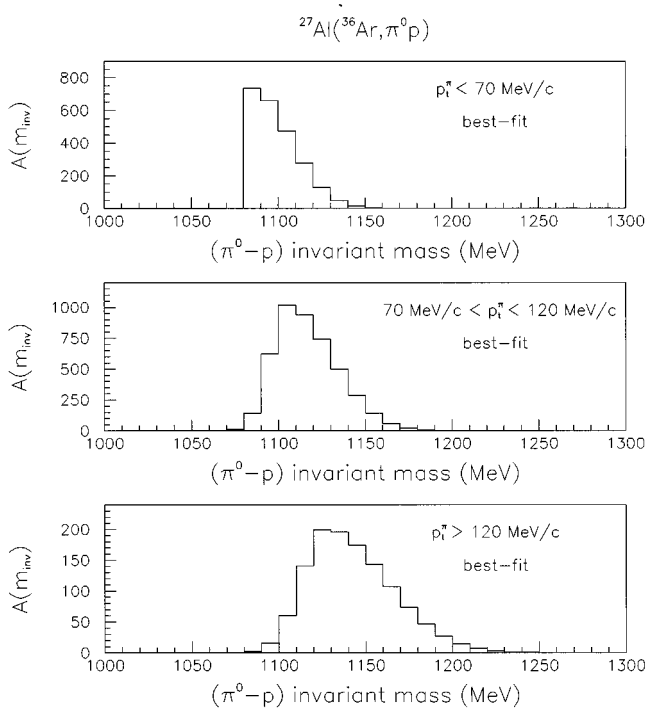 ²⁷Al(³⁶Ar,π⁰p)
A(m_inv)
800
600
400
200
0
p_t^π < 70 MeV/c
best-fit
1000 1100 1150 1200 1250 1300
(π⁰-p) invariant mass (MeV)
A(m_inv)
1000
750
500
250
0
70 MeV/c < p_t^π < 120 MeV/c
best-fit
1000 1050 1100 1150 1200 1250 1300
(π⁰-p) invariant mass (MeV)
A(m_inv)
200
150
100
50
0
p_t^π > 120 MeV/c
best-fit
1000 1050 1100 1150 1200 1250 1300
(π⁰-p) invariant mass (MeV)